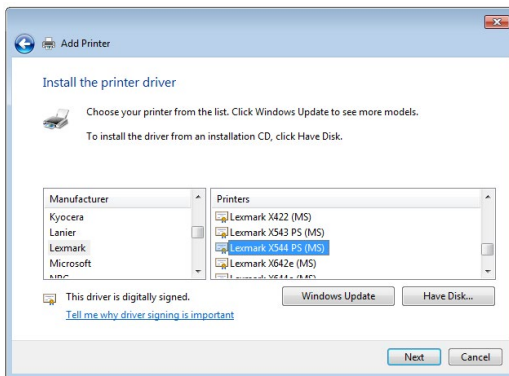 Add Printer
Install the printer driver
Choose your printer from the list. Click Windows Update to see more models.
To install the driver from an installation CD, click Have Disk.
Manufacturer
Printers
Kyocera
Lanier
Lexmark
Microsoft
Lexmark X422 (MS)
Lexmark X543 PS (MS)
Lexmark X544 PS (MS)
Lexmark X642e (MS)
This driver is digitally signed.
Tell me why driver signing is important
Windows Update
Have Disk...
Next
Cancel